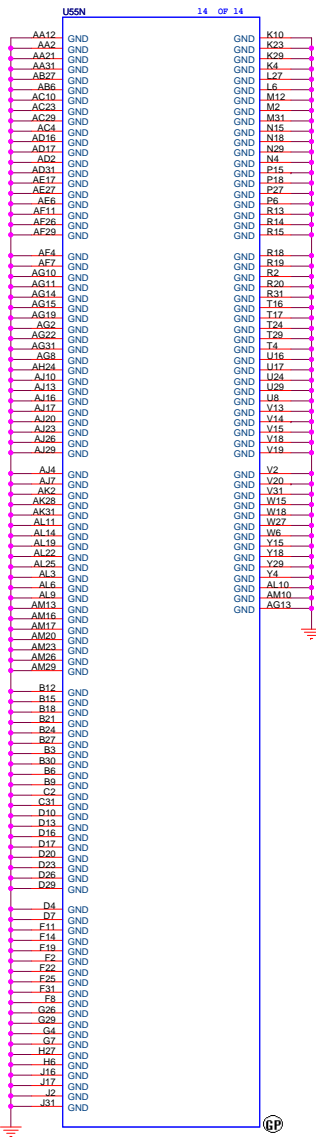 U55N 14 OF 14
AA12 GND GND K10
AA2 GND GND K23
AA21 GND GND K29
AA31 GND GND K4
AB27 GND GND L27
AB6 GND GND L6
AC10 GND GND M12
AC23 GND GND M2
AC29 GND GND M31
AC4 GND GND N15
AD16 GND GND N18
AD17 GND GND N29
AD2 GND GND N4
AD31 GND GND P15
AE17 GND GND P18
AE27 GND GND P27
AE6 GND GND P6
AF11 GND GND R13
AF26 GND GND R14
AF29 GND GND R15
AF4 GND GND R18
AF7 GND GND R19
AG10 GND GND R2
AG11 GND GND R20
AG14 GND GND R31
AG15 GND GND T16
AG19 GND GND T17
AG2 GND GND T24
AG22 GND GND T29
AG31 GND GND T4
AG8 GND GND U16
AH24 GND GND U17
AJ10 GND GND U24
AJ13 GND GND U29
AJ16 GND GND U8
AJ17 GND GND V13
AJ20 GND GND V14
AJ23 GND GND V15
AJ26 GND GND V18
AJ29 GND GND V19
AJ4 GND GND V2
AJ7 GND GND V20
AK2 GND GND V31
AK28 GND GND W15
AK31 GND GND W18
AL11 GND GND W27
AL14 GND GND W6
AL19 GND GND Y15
AL22 GND GND Y18
AL25 GND GND Y29
AL3 GND GND Y4
AL6 GND GND AL10
AL9 GND GND AM10
AM13 GND GND AG13
AM16 GND
AM17 GND
AM20 GND
AM23 GND
AM26 GND
AM29 GND
B12 GND
B15 GND
B18 GND
B21 GND
B24 GND
B27 GND
B3 GND
B30 GND
B6 GND
B9 GND
C2 GND
C31 GND
D10 GND
D13 GND
D16 GND
D17 GND
D20 GND
D23 GND
D26 GND
D29 GND
D4 GND
D7 GND
F11 GND
F14 GND
F19 GND
F2 GND
F22 GND
F25 GND
F31 GND
F8 GND
G26 GND
G29 GND
G4 GND
G7 GND
H27 GND
H6 GND
J16 GND
J17 GND
J2 GND
J31 GND
GP